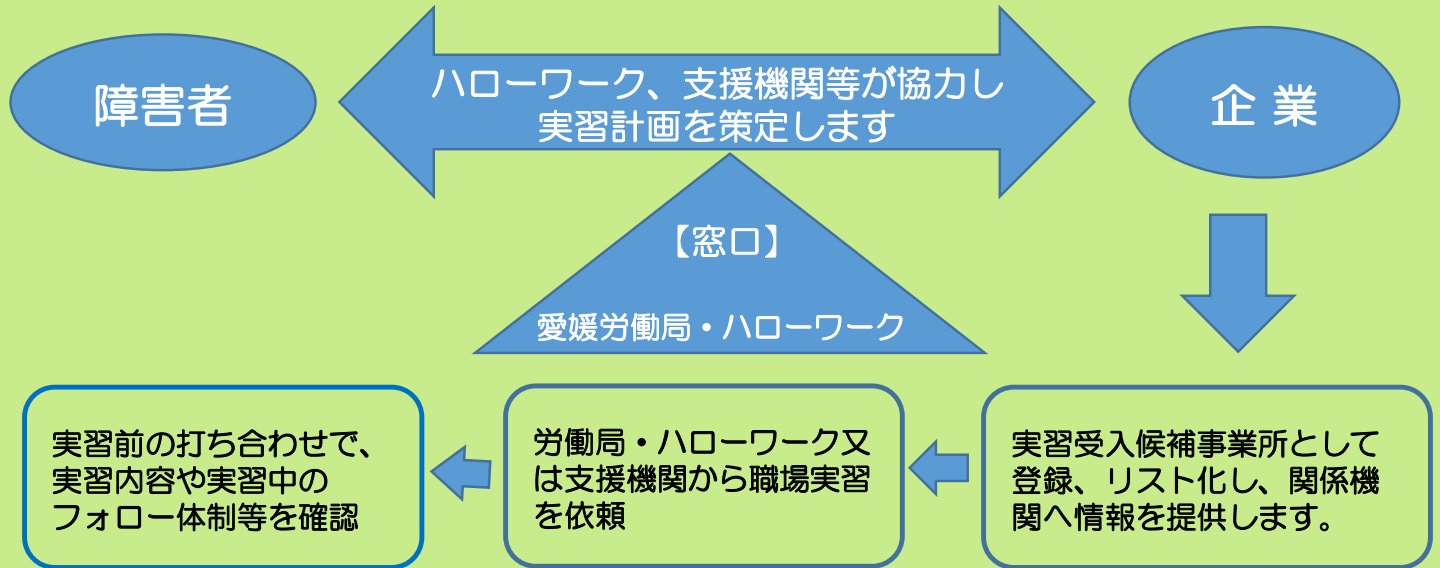 障害者
ハローワーク、支援機関等が協力し
実習計画を策定します
企 業
【窓口】
愛媛労働局・ハローワーク
実習前の打ち合わせで、
実習内容や実習中の
フォロー体制等を確認
労働局・ハローワーク又
は支援機関から職場実習
を依頼
実習受入候補事業所として
登録、リスト化し、関係機
関へ情報を提供します。